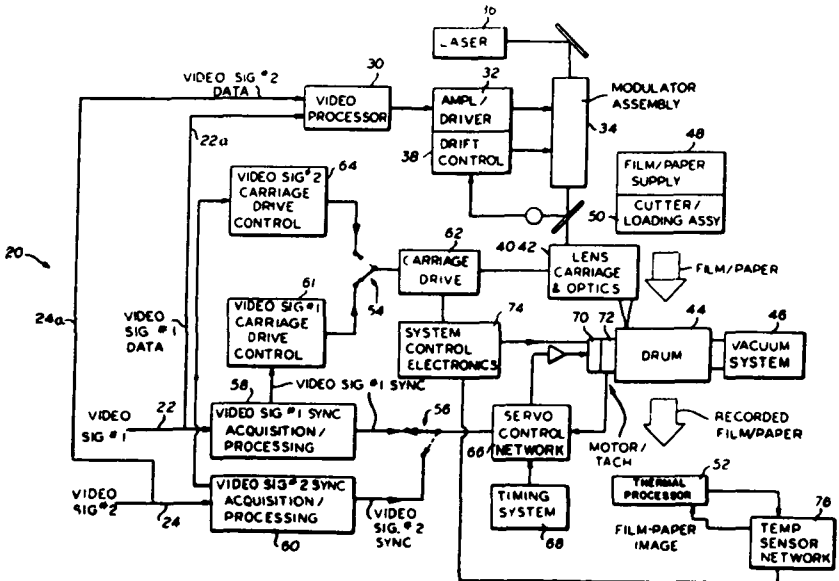 16
LASER
VIDEO SIG #2
DATA
30
VIDEO
PROCESSOR
32
AMPL/
DRIVER
38
DRIFT
CONTROL
MODULATOR
ASSEMBLY
34
48
FILM/PAPER
SUPPLY
CUTTER/
LOADING ASSY
50
22a
64
VIDEO SIG #2
CARRIAGE
DRIVE
CONTROL
20
24a
VIDEO
SIG #1
DATA
61
VIDEO SIG #1
CARRIAGE
DRIVE
CONTROL
54
62
CARRIAGE
DRIVE
40 42
LENS
CARRIAGE
& OPTICS
FILM/PAPER
74
SYSTEM
CONTROL
ELECTRONICS
70 72
44
DRUM
46
VACUUM
SYSTEM
58
VIDEO SIG #1 SYNC
VIDEO
SIG #1
22
VIDEO SIG #1 SYNC
ACQUISITION/
PROCESSING
56
SERVO
CONTROL
NETWORK
66
MOTOR/
TACH
RECORDED
FILM/PAPER
VIDEO
SIG #2
24
VIDEO SIG #2 SYNC
ACQUISITION/
PROCESSING
60
VIDEO
SIG. #2
SYNC
TIMING
SYSTEM
68
52
THERMAL
PROCESSOR
FILM-PAPER
IMAGE
76
TEMP
SENSOR
NETWORK